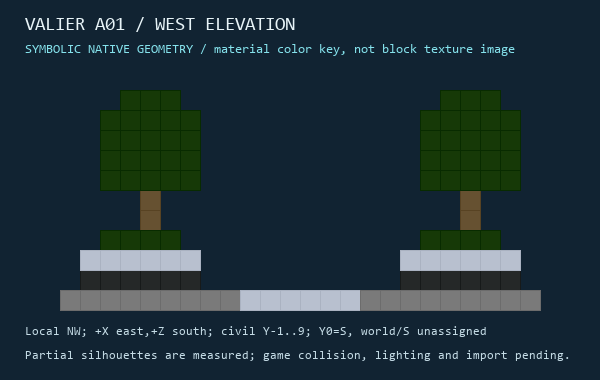 VALIER A01 / WEST ELEVATION
SYMBOLIC NATIVE GEOMETRY / material color key, not block texture image
Local NW; +X east,+Z south; civil Y-1..9; Y0=S, world/S unassigned
Partial silhouettes are measured; game collision, lighting and import pending.